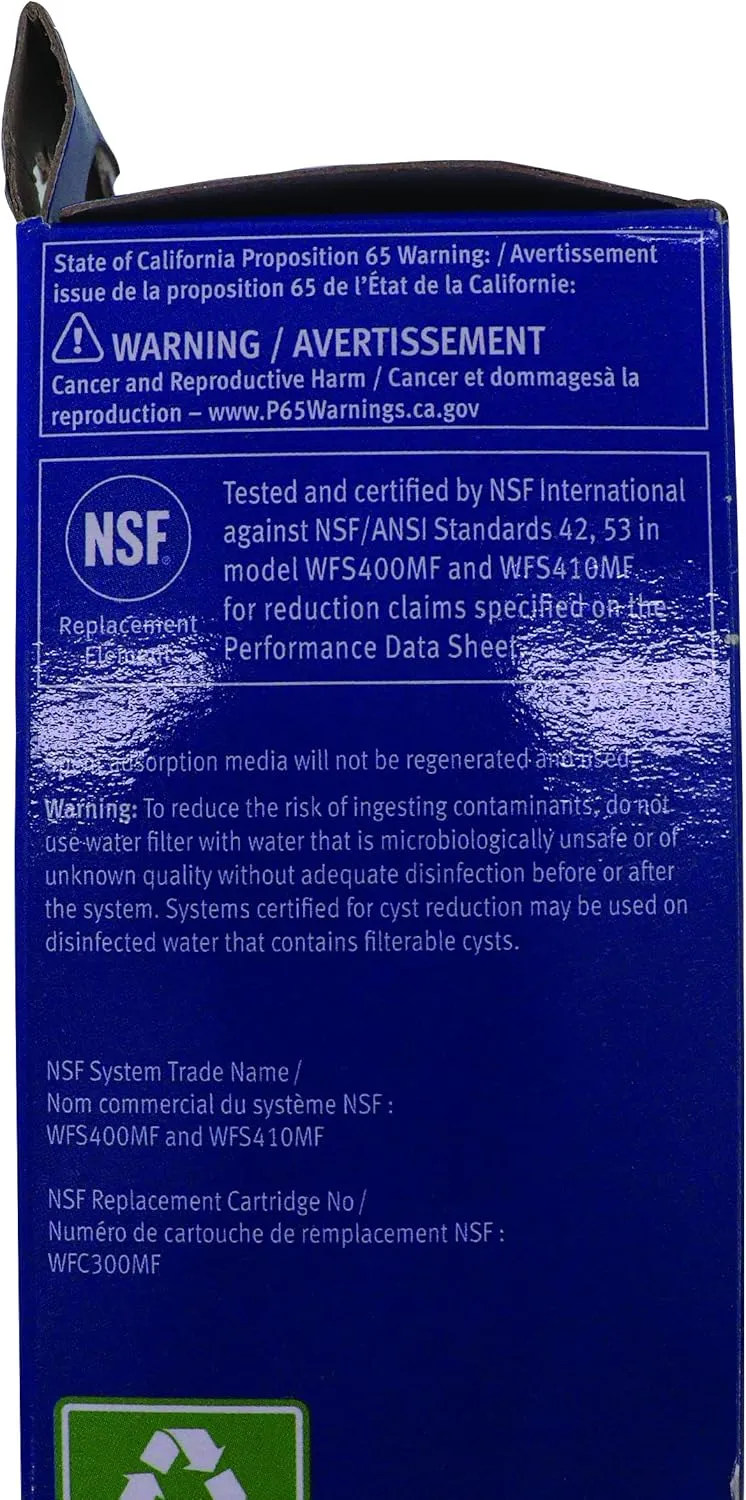 State of California Proposition 65 Warning: / Avertissement
issue de la proposition 65 de l'État de la Californie:
WARNING / AVERTISSEMENT
Cancer and Reproductive Harm / Cancer et dommagesà la
reproduction – www.P65Warnings.ca.gov
NSF®
Replacement
Element
Tested and certified by NSF International
against NSF/ANSI Standards 42, 53 in
model WFS400MF and WFS410MF
for reduction claims specified on the
Performance Data Sheet.
adsorption media will not be regenerated and used.
Warning: To reduce the risk of ingesting contaminants, do not
use water filter with water that is microbiologically unsafe or of
unknown quality without adequate disinfection before or after
the system. Systems certified for cyst reduction may be used on
disinfected water that contains filterable cysts.
NSF System Trade Name /
Nom commercial du système NSF :
WFS400MF and WFS410MF
NSF Replacement Cartridge No /
Numéro de cartouche de remplacement NSF :
WFC300MF